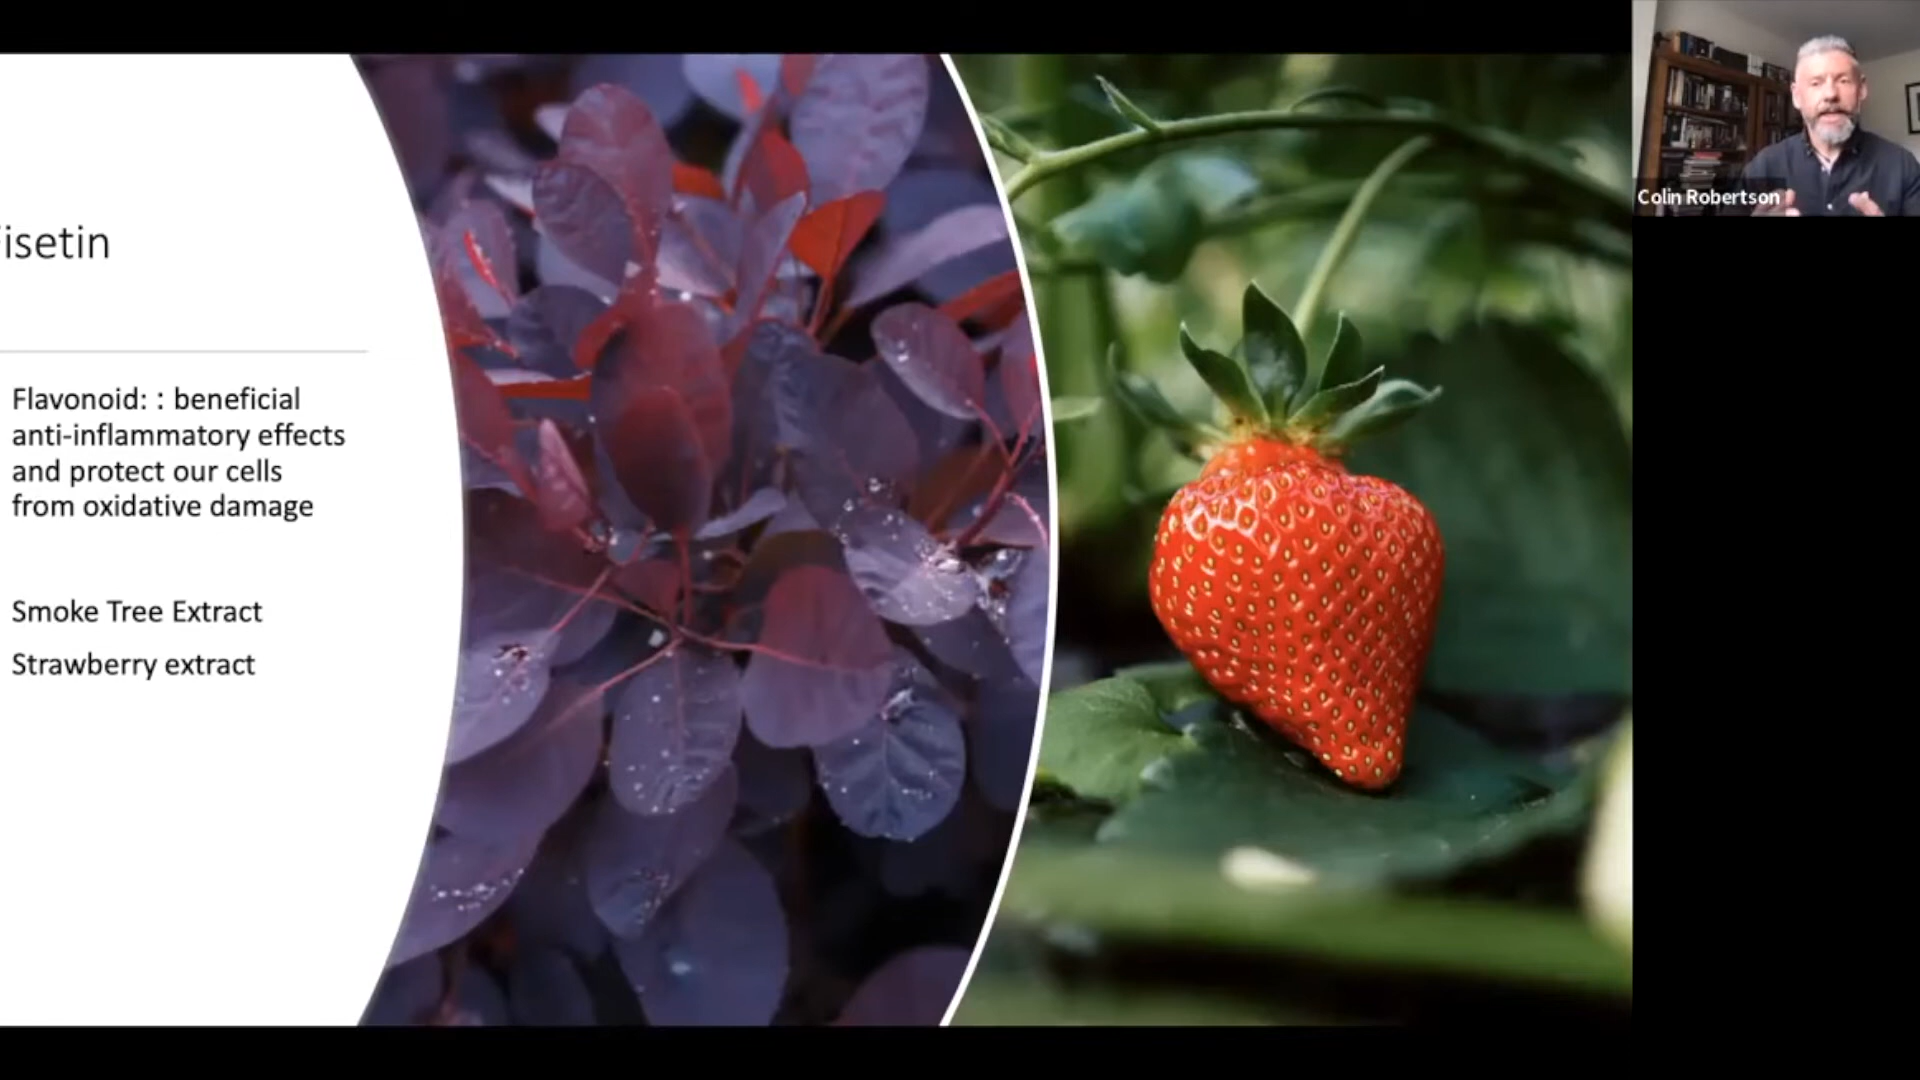 Fisetin
Flavonoid: : beneficial
anti-inflammatory effects
and protect our cells
from oxidative damage
Smoke Tree Extract
Strawberry extract
Colin Robertson